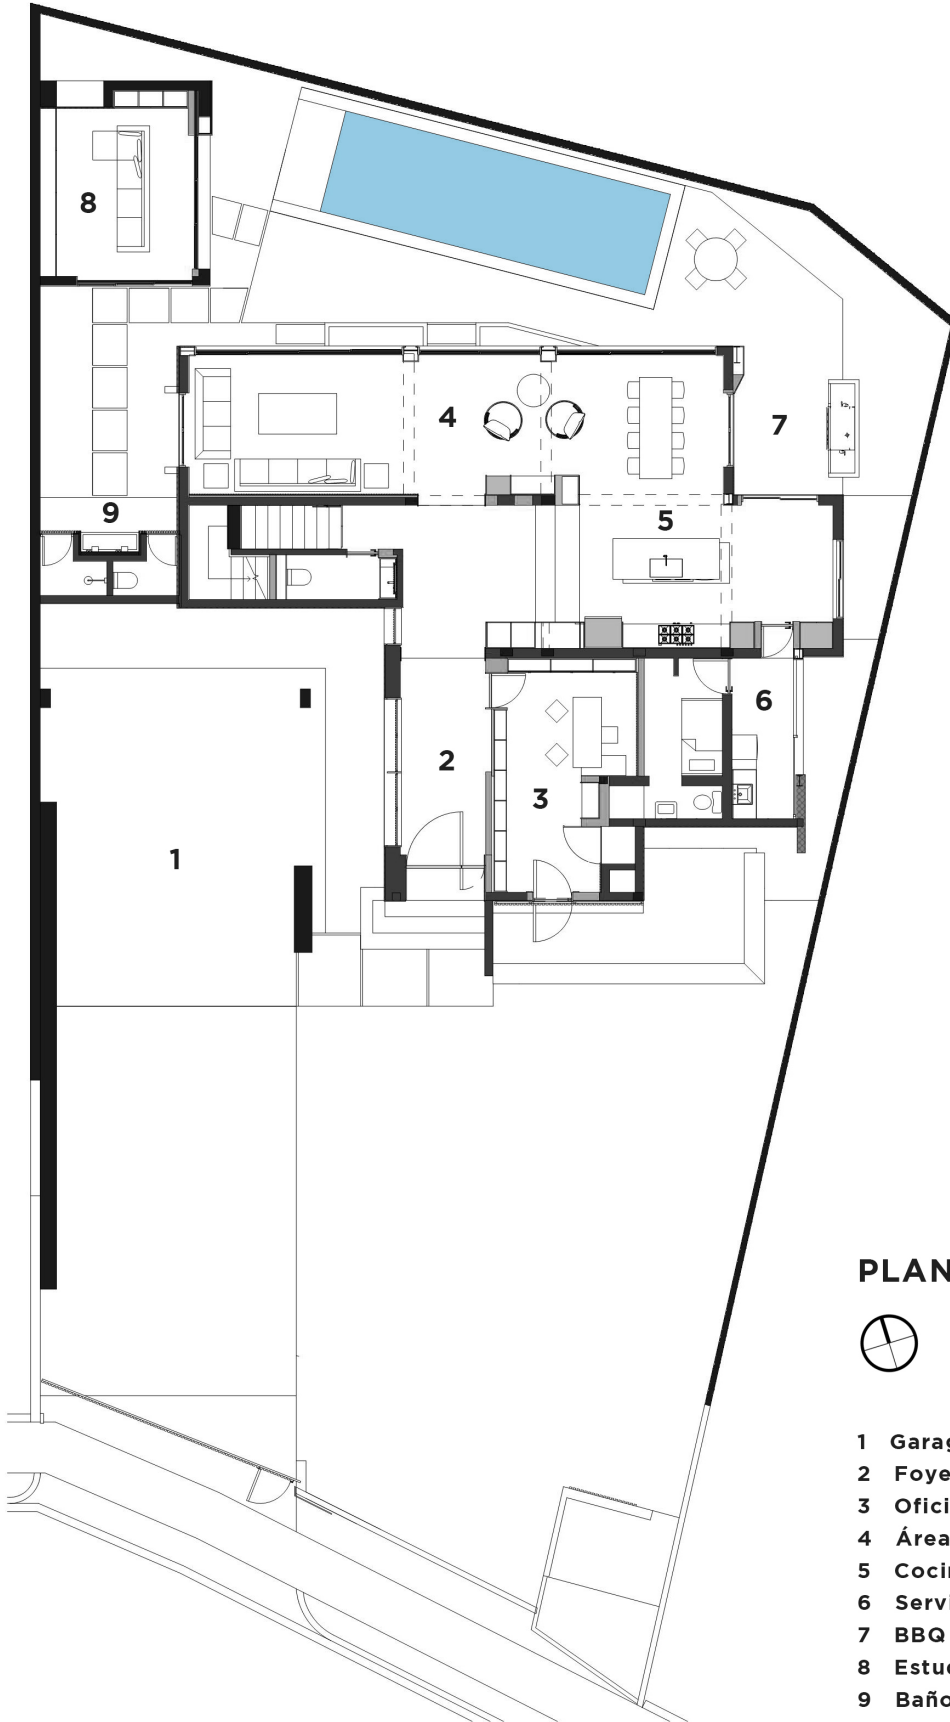 8
4
7
9
5
6
2
3
1
PLAN
1 Garag
2 Foye
3 Ofici
4 Área
5 Coci
6 Servi
7 BBQ
8 Estu
9 Baño